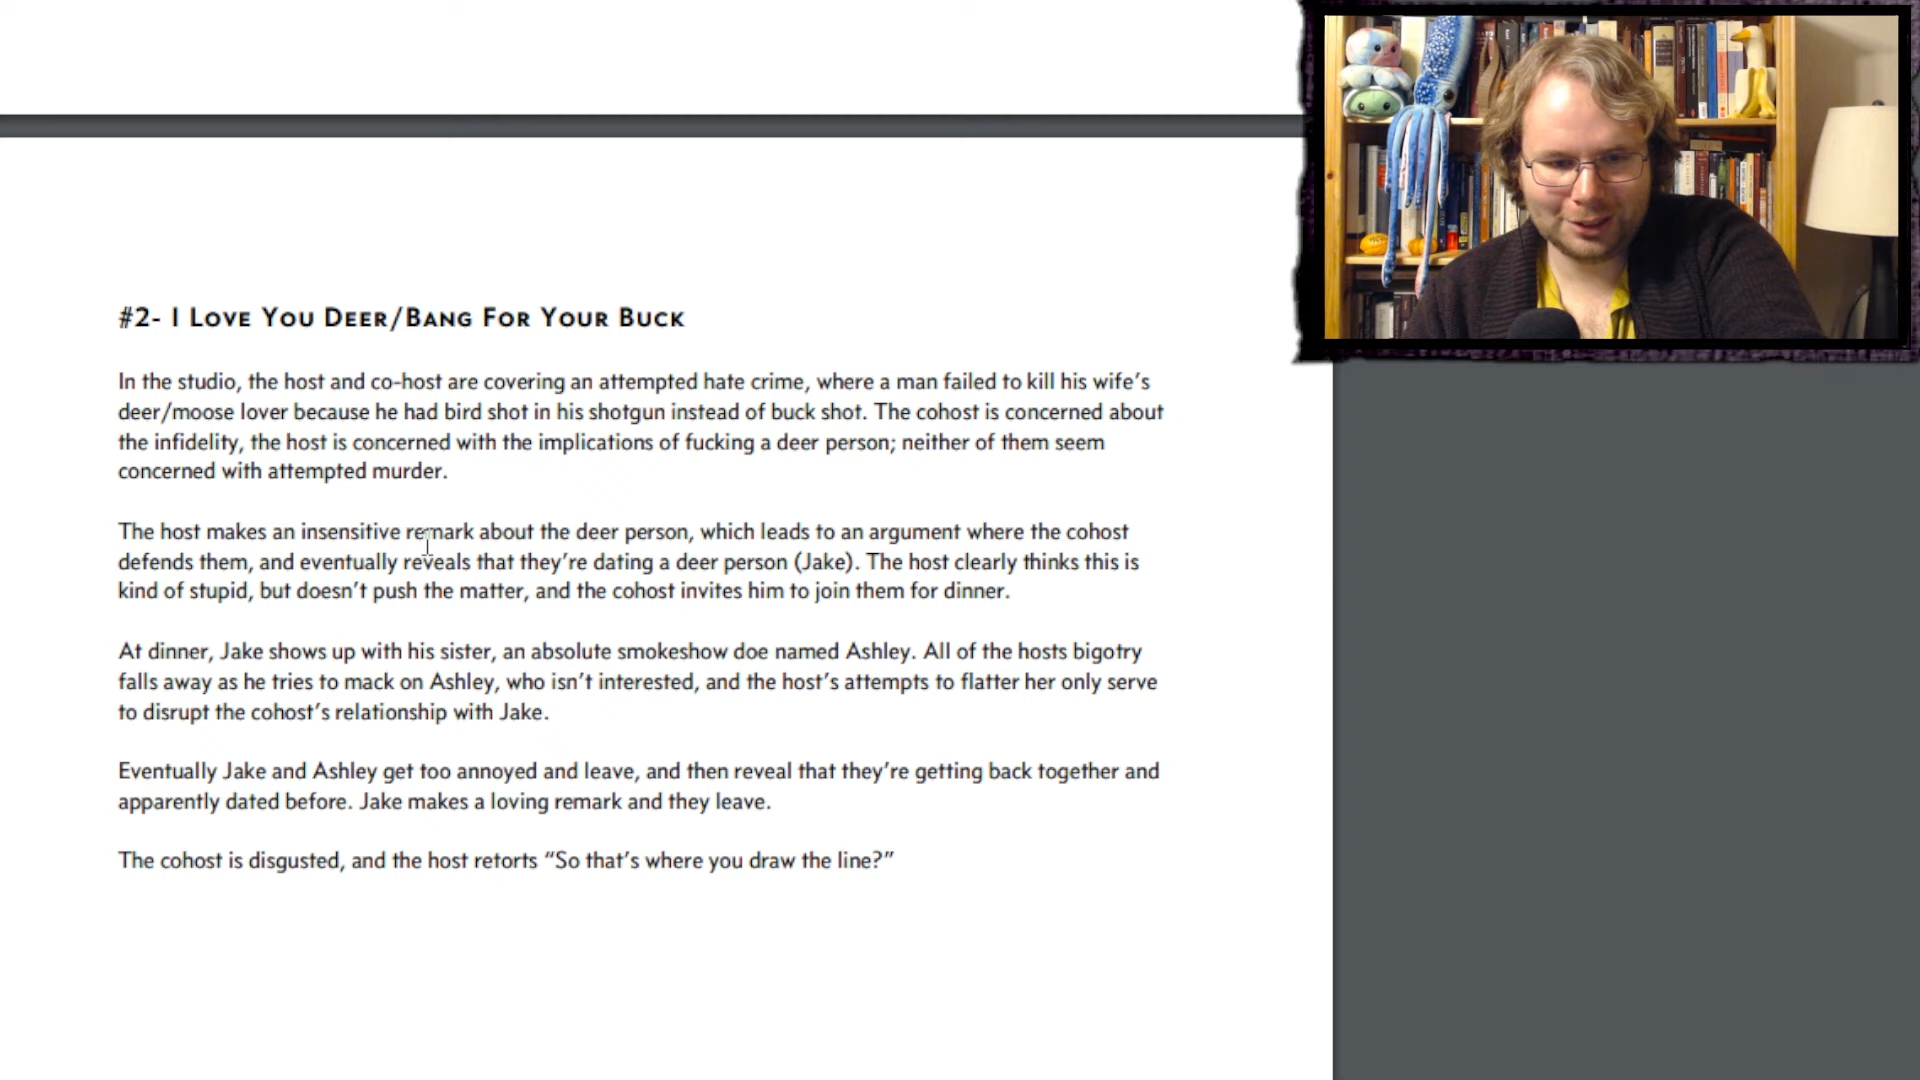 #2- I Love You Deer/Bang For Your Buck
In the studio, the host and co-host are covering an attempted hate crime, where a man failed to kill his wife's
deer/moose lover because he had bird shot in his shotgun instead of buck shot. The cohost is concerned about
the infidelity, the host is concerned with the implications of fucking a deer person; neither of them seem
concerned with attempted murder.
The host makes an insensitive remark about the deer person, which leads to an argument where the cohost
defends them, and eventually reveals that they're dating a deer person (Jake). The host clearly thinks this is
kind of stupid, but doesn't push the matter, and the cohost invites him to join them for dinner.
At dinner, Jake shows up with his sister, an absolute smokeshow doe named Ashley. All of the hosts bigotry
falls away as he tries to mack on Ashley, who isn't interested, and the host's attempts to flatter her only serve
to disrupt the cohost's relationship with Jake.
Eventually Jake and Ashley get too annoyed and leave, and then reveal that they're getting back together and
apparently dated before. Jake makes a loving remark and they leave.
The cohost is disgusted, and the host retorts "So that's where you draw the line?"